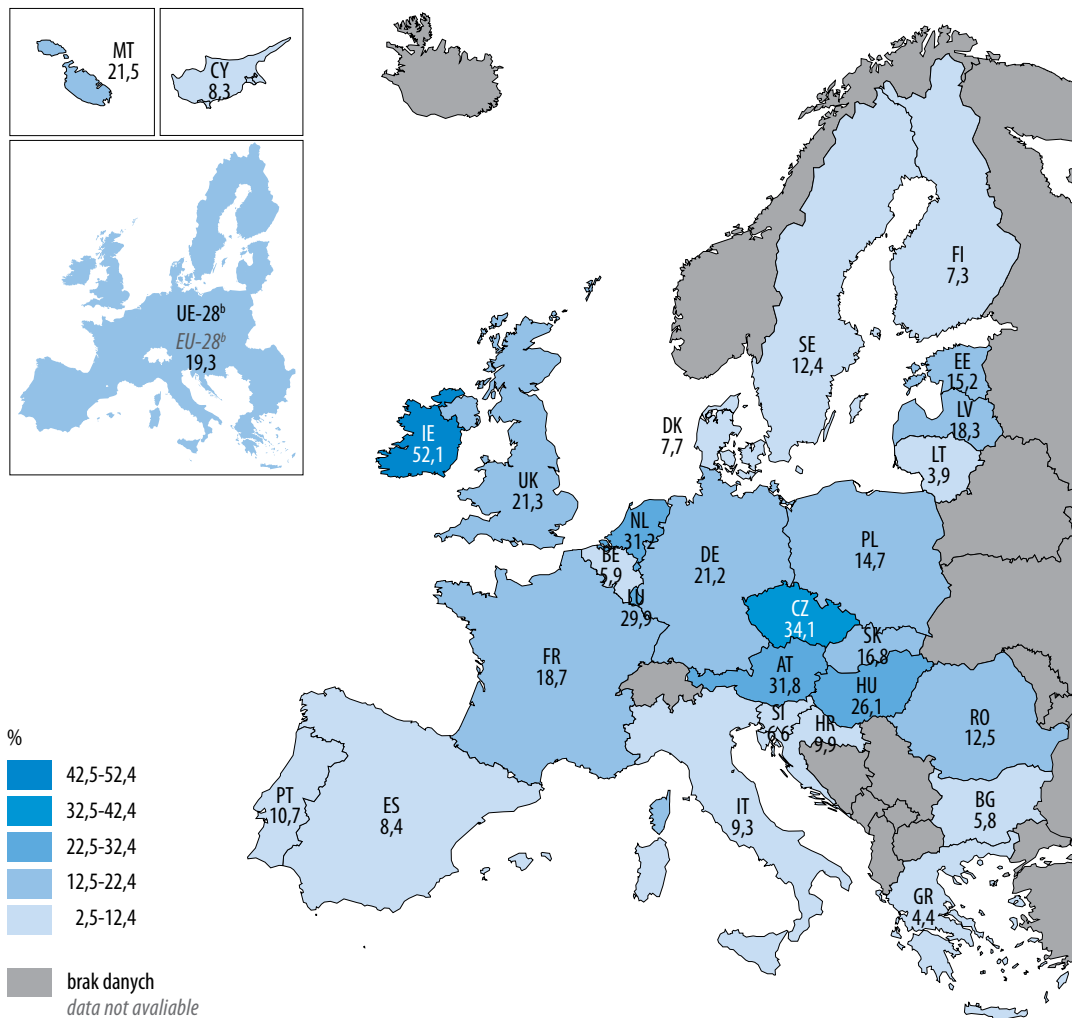 MT
21,5
CY
8,3
UE-28ᵇ
EU-28ᵇ
19,3
FI
7,3
SE
12,4
EE
15,2
LV
18,3
DK
7,7
LT
3,9
IE
52,1
UK
21,3
NL
31,2
BE
5,9
DE
21,2
PL
14,7
LU
29,9
CZ
34,1
SK
16,8
FR
18,7
AT
31,8
HU
26,1
SI
6,6
HR
9,9
RO
12,5
BG
5,8
PT
10,7
ES
8,4
IT
9,3
GR
4,4
%
42,5-52,4
32,5-42,4
22,5-32,4
12,5-22,4
2,5-12,4
brak danych
data not avaliable